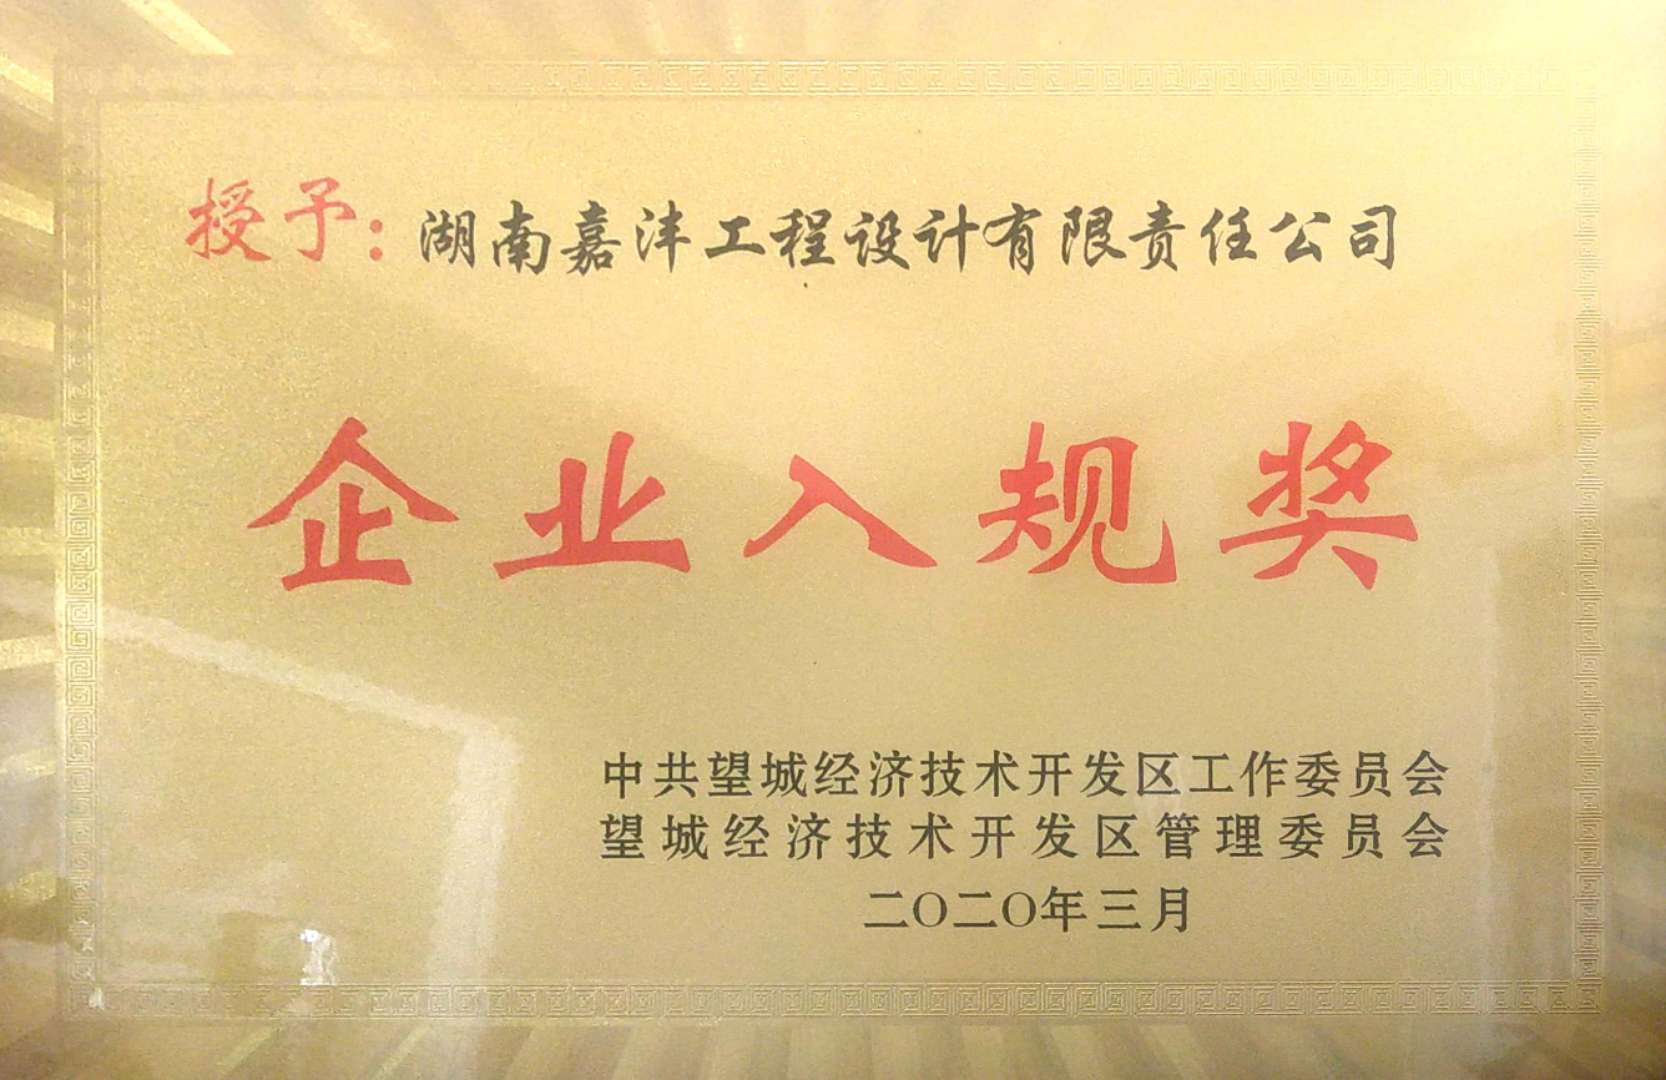 授予：湖南嘉沣工程设计有限责任公司
企业入规奖
中共望城经济技术开发区工作委员会
望城经济技术开发区管理委员会
二〇二〇年三月